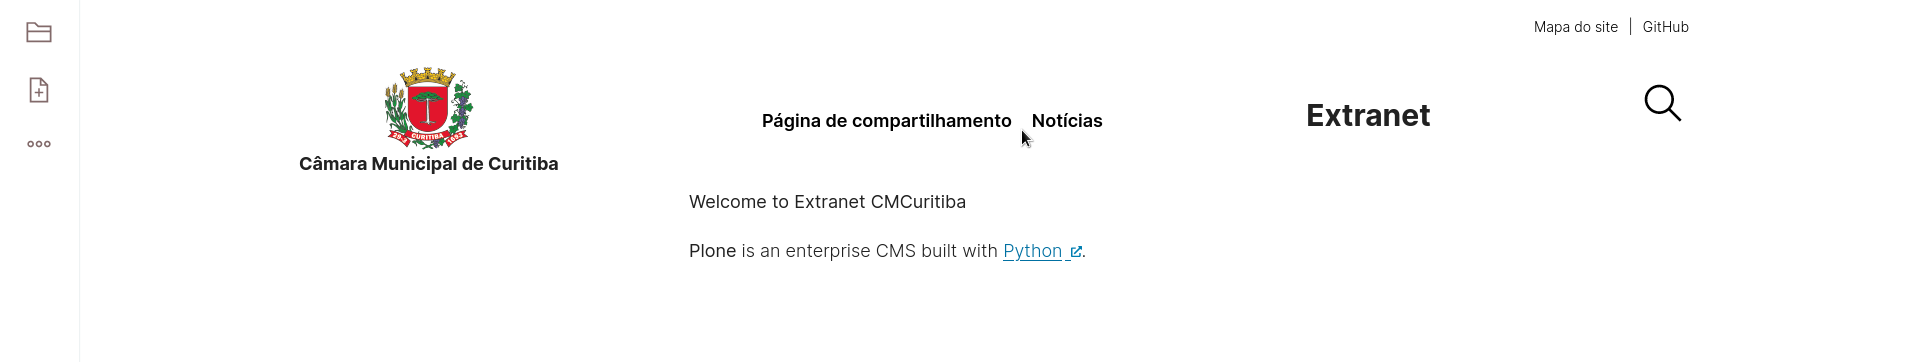 Mapa do site | GitHub
CURITIBA
Câmara Municipal de Curitiba
Página de compartilhamento Notícias
Extranet
Welcome to Extranet CMCuritiba
Plone is an enterprise CMS built with Python.